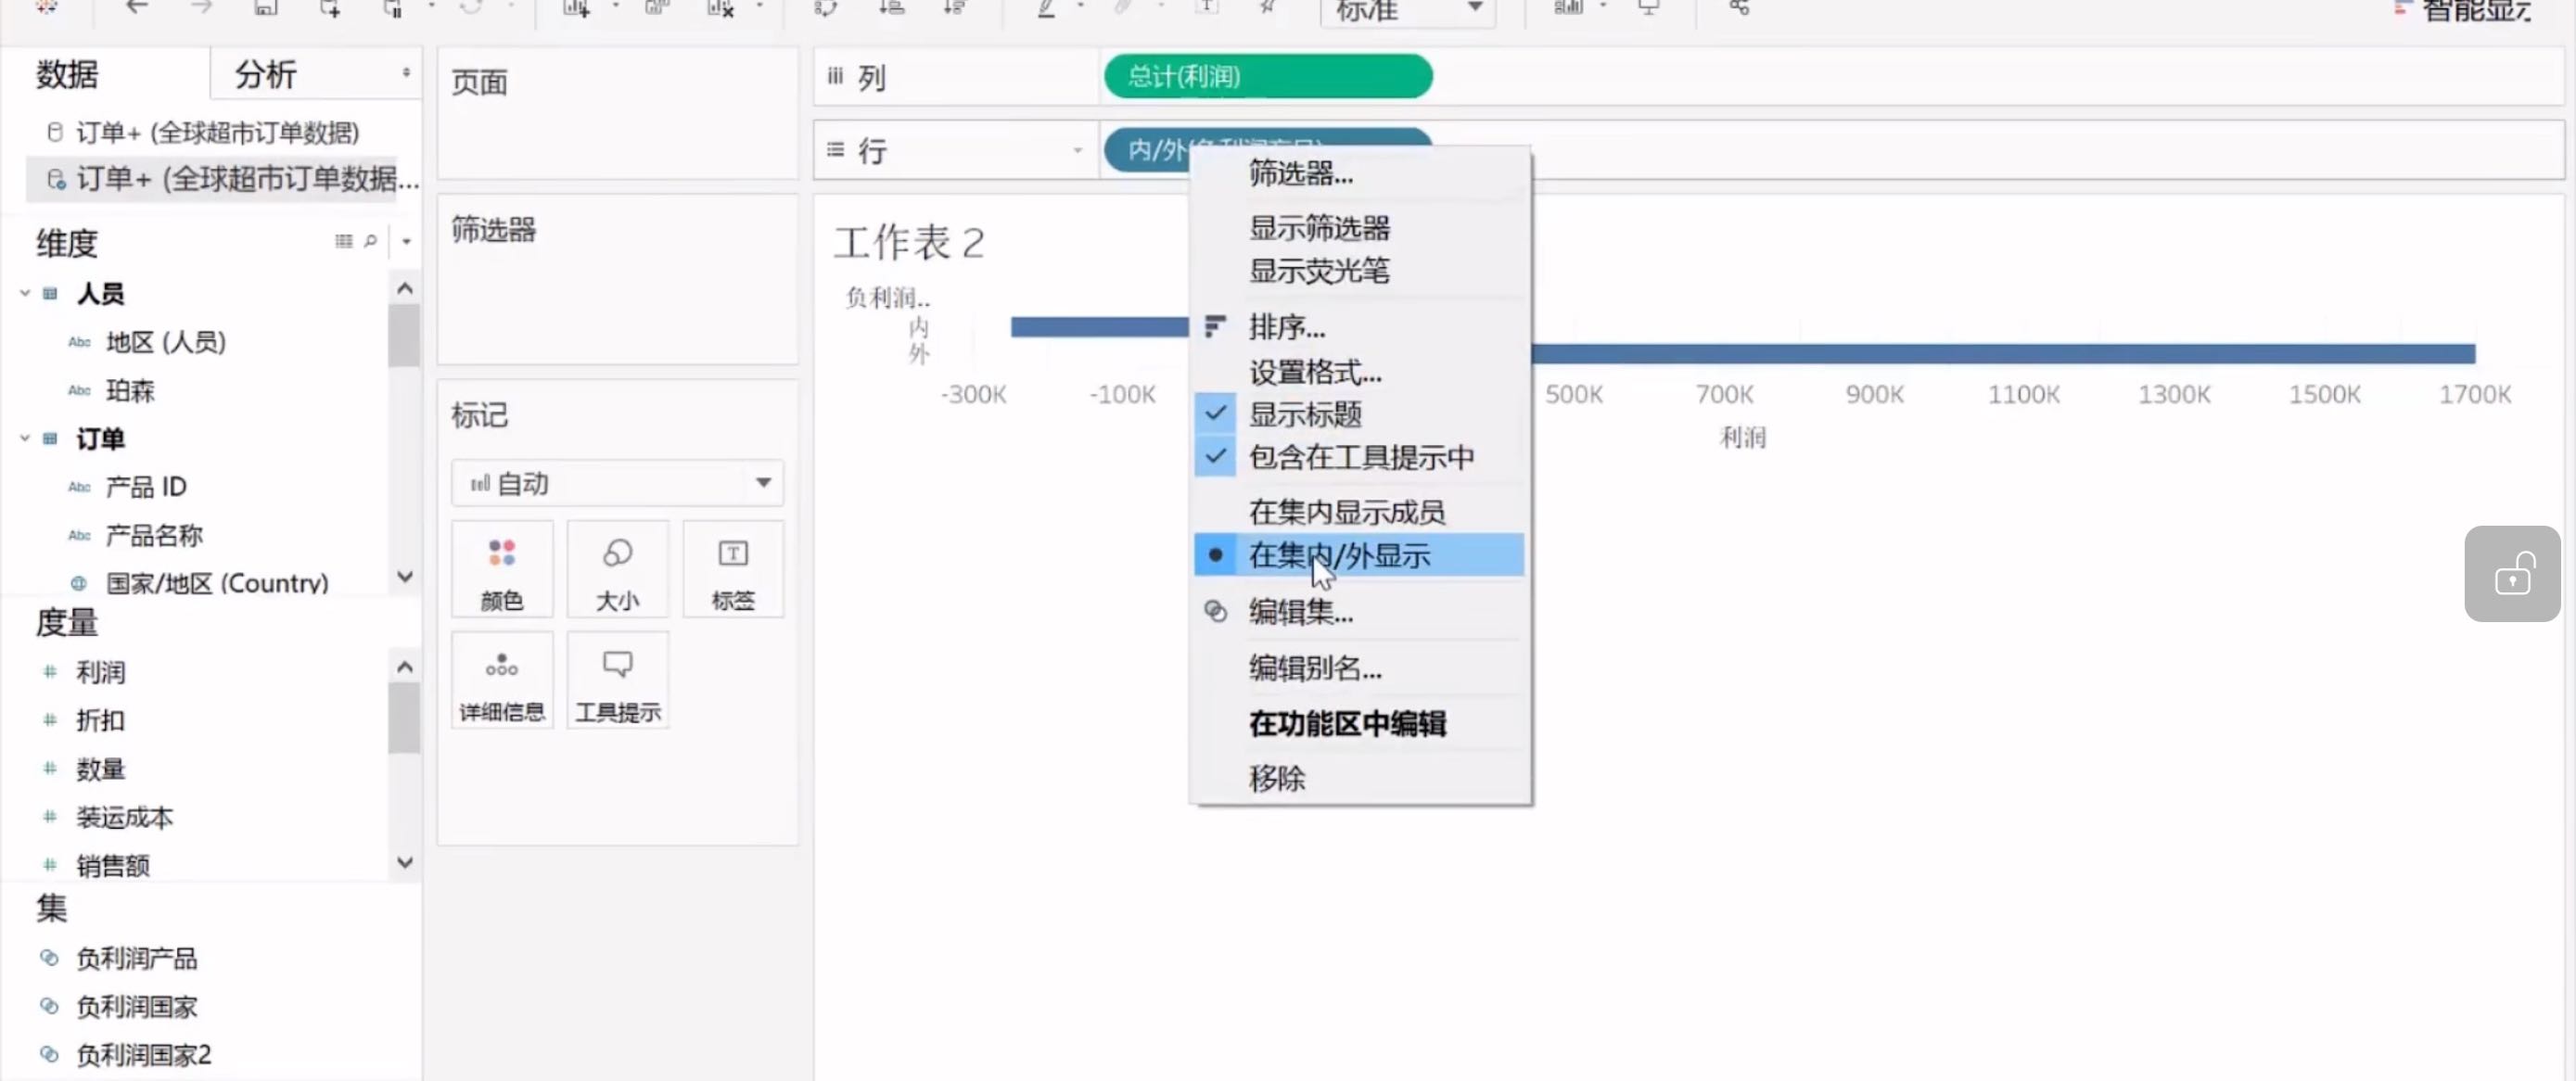 标准
智能显示
数据
分析
订单+ (全球超市订单数据)
订单+ (全球超市订单数据...
维度
人员
Abc 地区 (人员)
Abc 珀森
订单
Abc 产品 ID
Abc 产品名称
国家/地区 (Country)
度量
# 利润
# 折扣
# 数量
# 装运成本
# 销售额
集
负利润产品
负利润国家
负利润国家2
页面
筛选器
标记
自动
颜色
大小
标签
详细信息
工具提示
列
总计(利润)
行
内/外(负利润产品)
工作表 2
负利润..
内
外
-300K
-100K
500K
700K
900K
1100K
1300K
1500K
1700K
利润
筛选器...
显示筛选器
显示荧光笔
排序...
设置格式...
显示标题
包含在工具提示中
在集内显示成员
在集内/外显示
编辑集...
编辑别名...
在功能区中编辑
移除